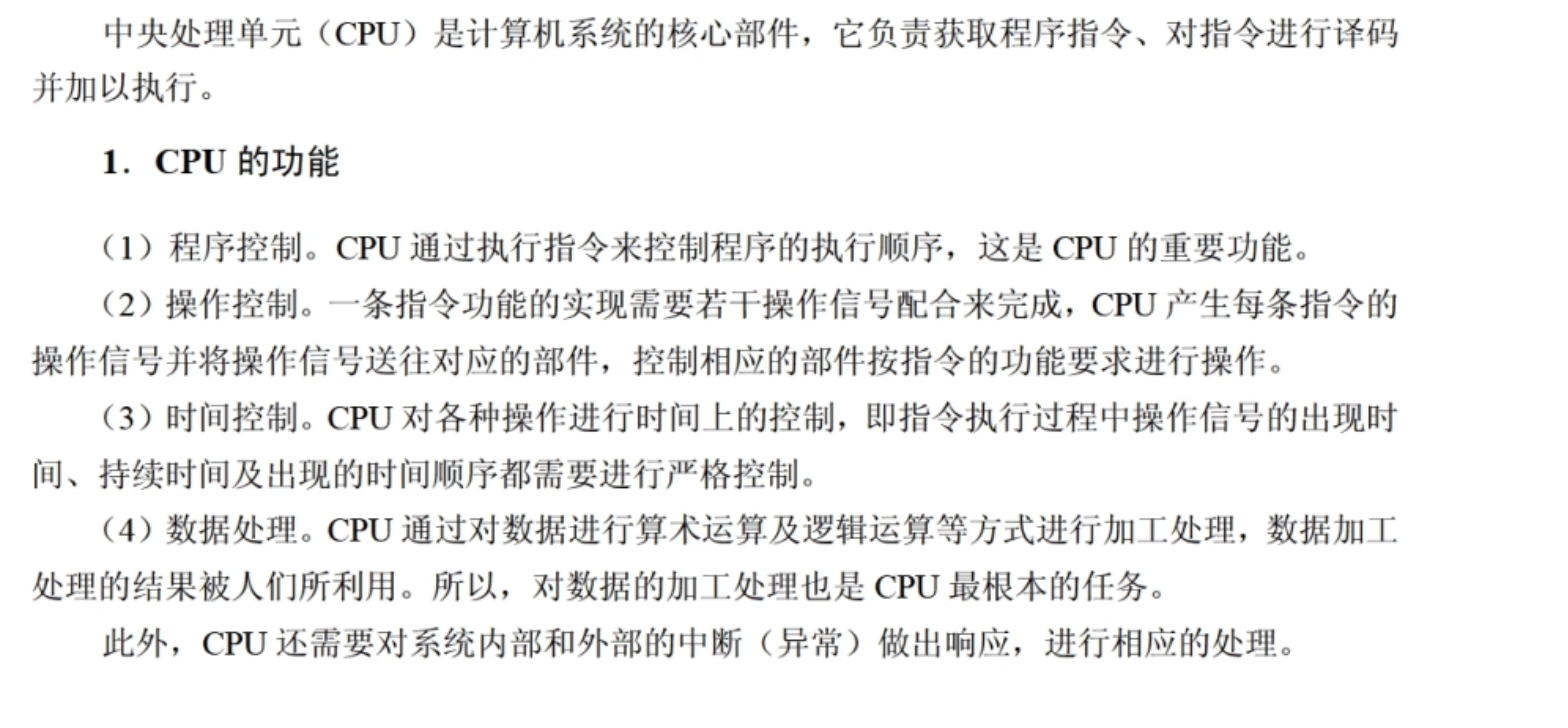 中央处理单元（CPU）是计算机系统的核心部件，它负责获取程序指令、对指令进行译码
并加以执行。
1．CPU 的功能
（1）程序控制。CPU 通过执行指令来控制程序的执行顺序，这是 CPU 的重要功能。
（2）操作控制。一条指令功能的实现需要若干操作信号配合来完成，CPU 产生每条指令的
操作信号并将操作信号送往对应的部件，控制相应的部件按指令的功能要求进行操作。
（3）时间控制。CPU 对各种操作进行时间上的控制，即指令执行过程中操作信号的出现时
间、持续时间及出现的时间顺序都需要进行严格控制。
（4）数据处理。CPU 通过对数据进行算术运算及逻辑运算等方式进行加工处理，数据加工
处理的结果被人们所利用。所以，对数据的加工处理也是 CPU 最根本的任务。
此外，CPU 还需要对系统内部和外部的中断（异常）做出响应，进行相应的处理。